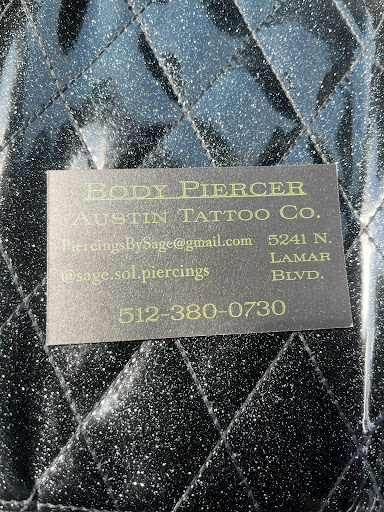 BODY PIERCER
AUSTIN TATTOO CO.
PiercingsBySage@gmail.com
@sage.sol.piercings
5241 N.
LAMAR
BLVD.
512-380-0730